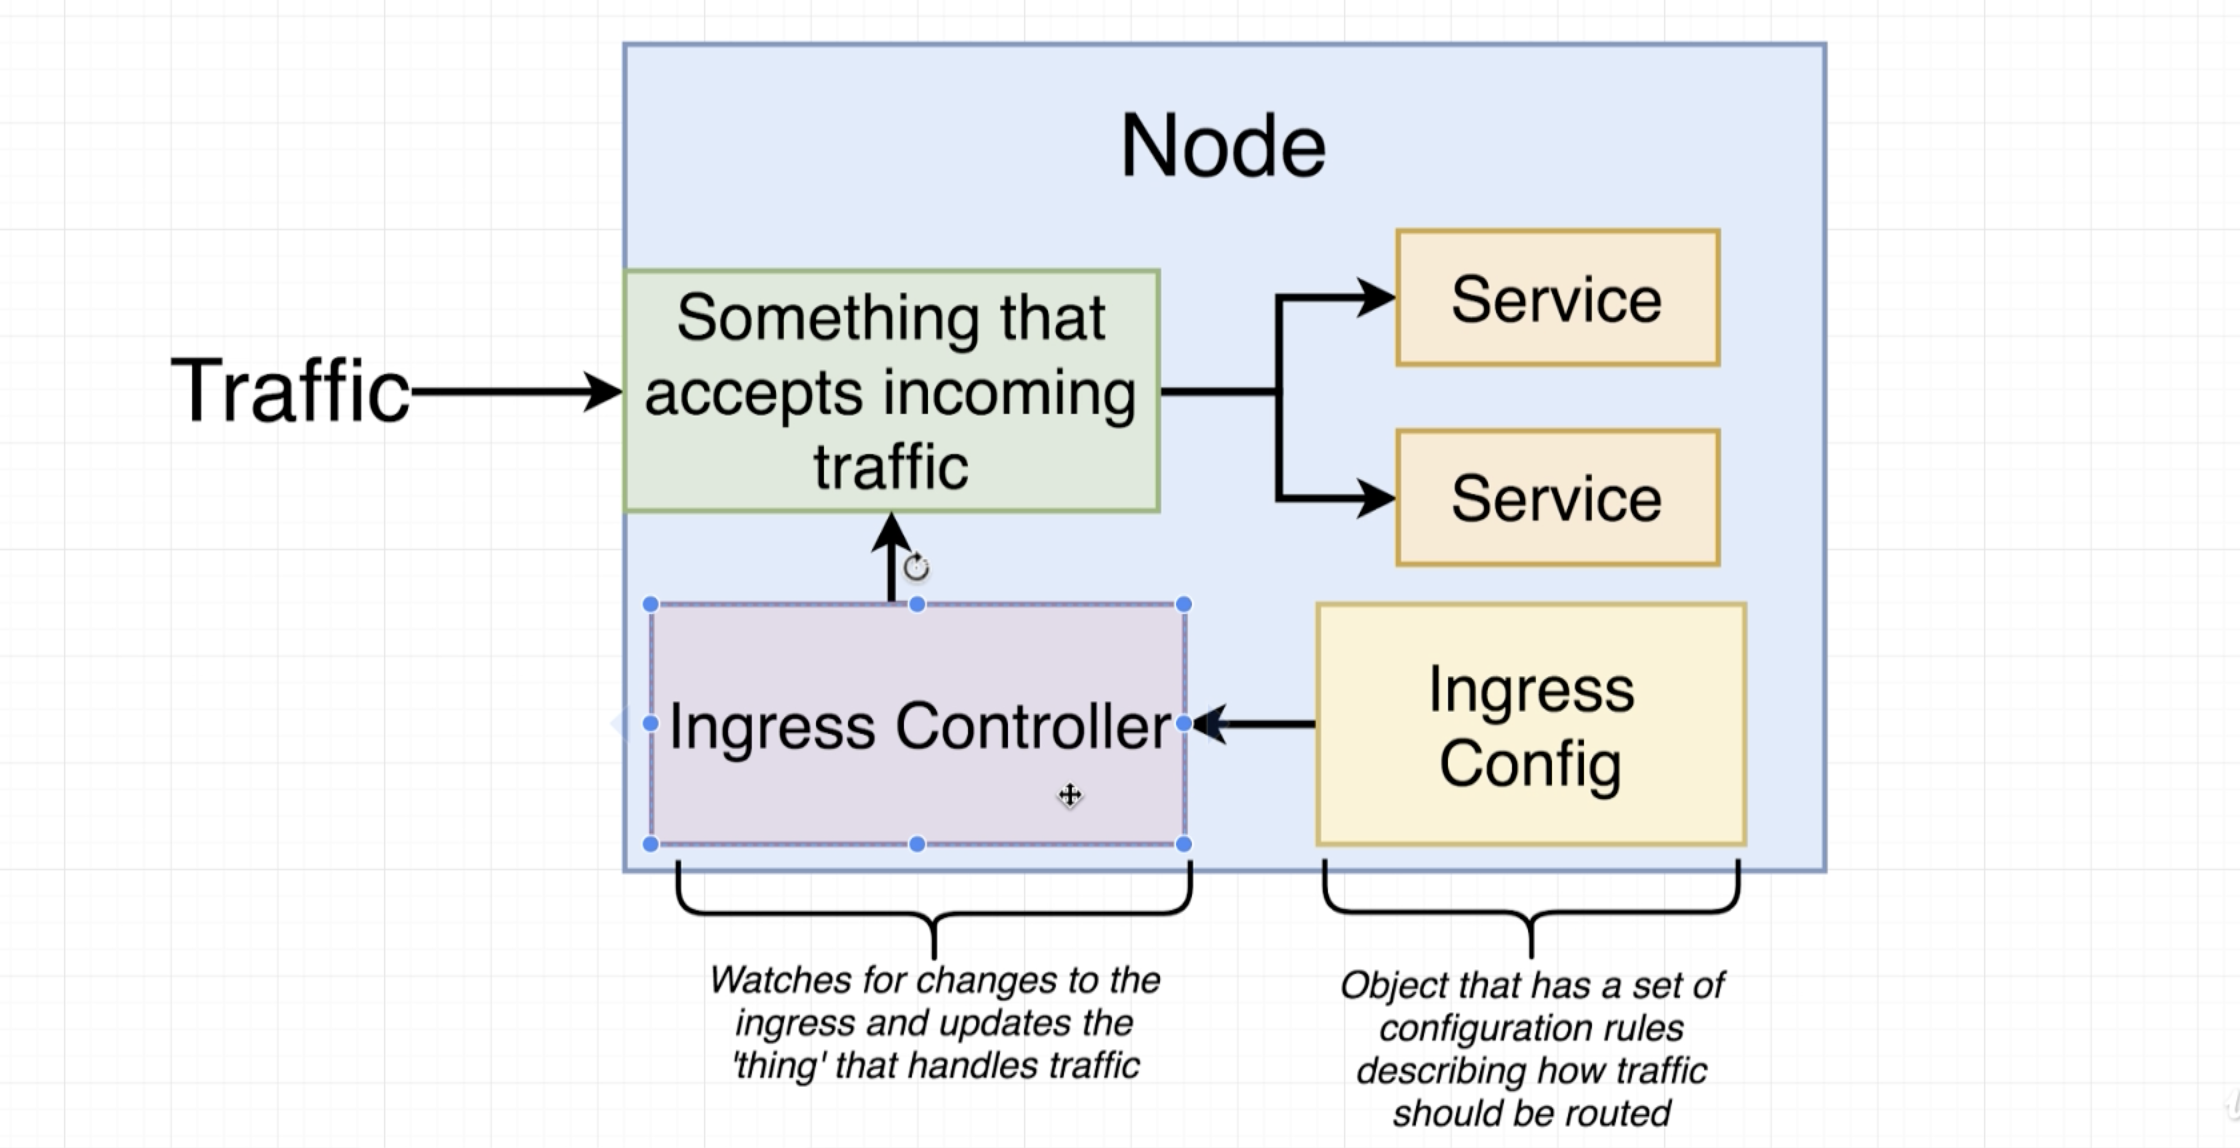 Node
Traffic
Something that
accepts incoming
traffic
Service
Service
Ingress Controller
Ingress
Config
Watches for changes to the
ingress and updates the
'thing' that handles traffic
Object that has a set of
configuration rules
describing how traffic
should be routed